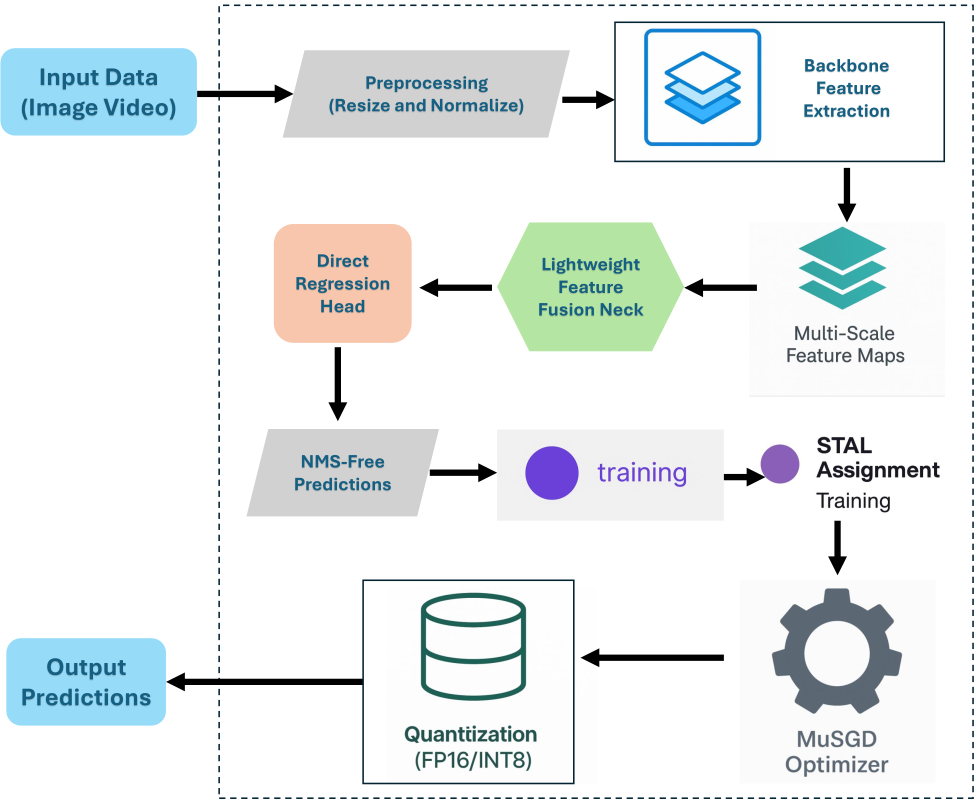 Input Data
(Image Video)
Preprocessing
(Resize and Normalize)
Backbone
Feature
Extraction
Direct
Regression
Head
Lightweight
Feature
Fusion Neck
Multi-Scale
Feature Maps
NMS-Free
Predictions
training
STAL
Assignment
Training
Output
Predictions
Quanttization
(FP16/INT8)
MuSGD
Optimizer